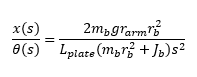 x(s)/θ(s) = 2m_b g r_arm r_b^2 / L_plate(m_b r_b^2 + J_b)s^2